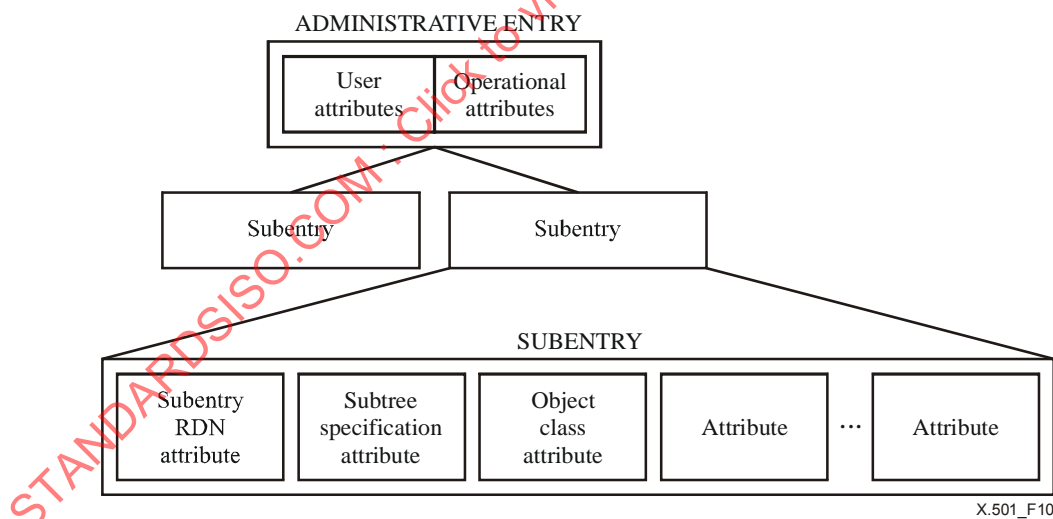 ADMINISTRATIVE ENTRY
User
attributes
Operational
attributes
Subentry
Subentry
SUBENTRY
Subentry
RDN
attribute
Subtree
specification
attribute
Object
class
attribute
Attribute
...
Attribute
X.501_F10
STANDARDSISO.COM : Click to vi